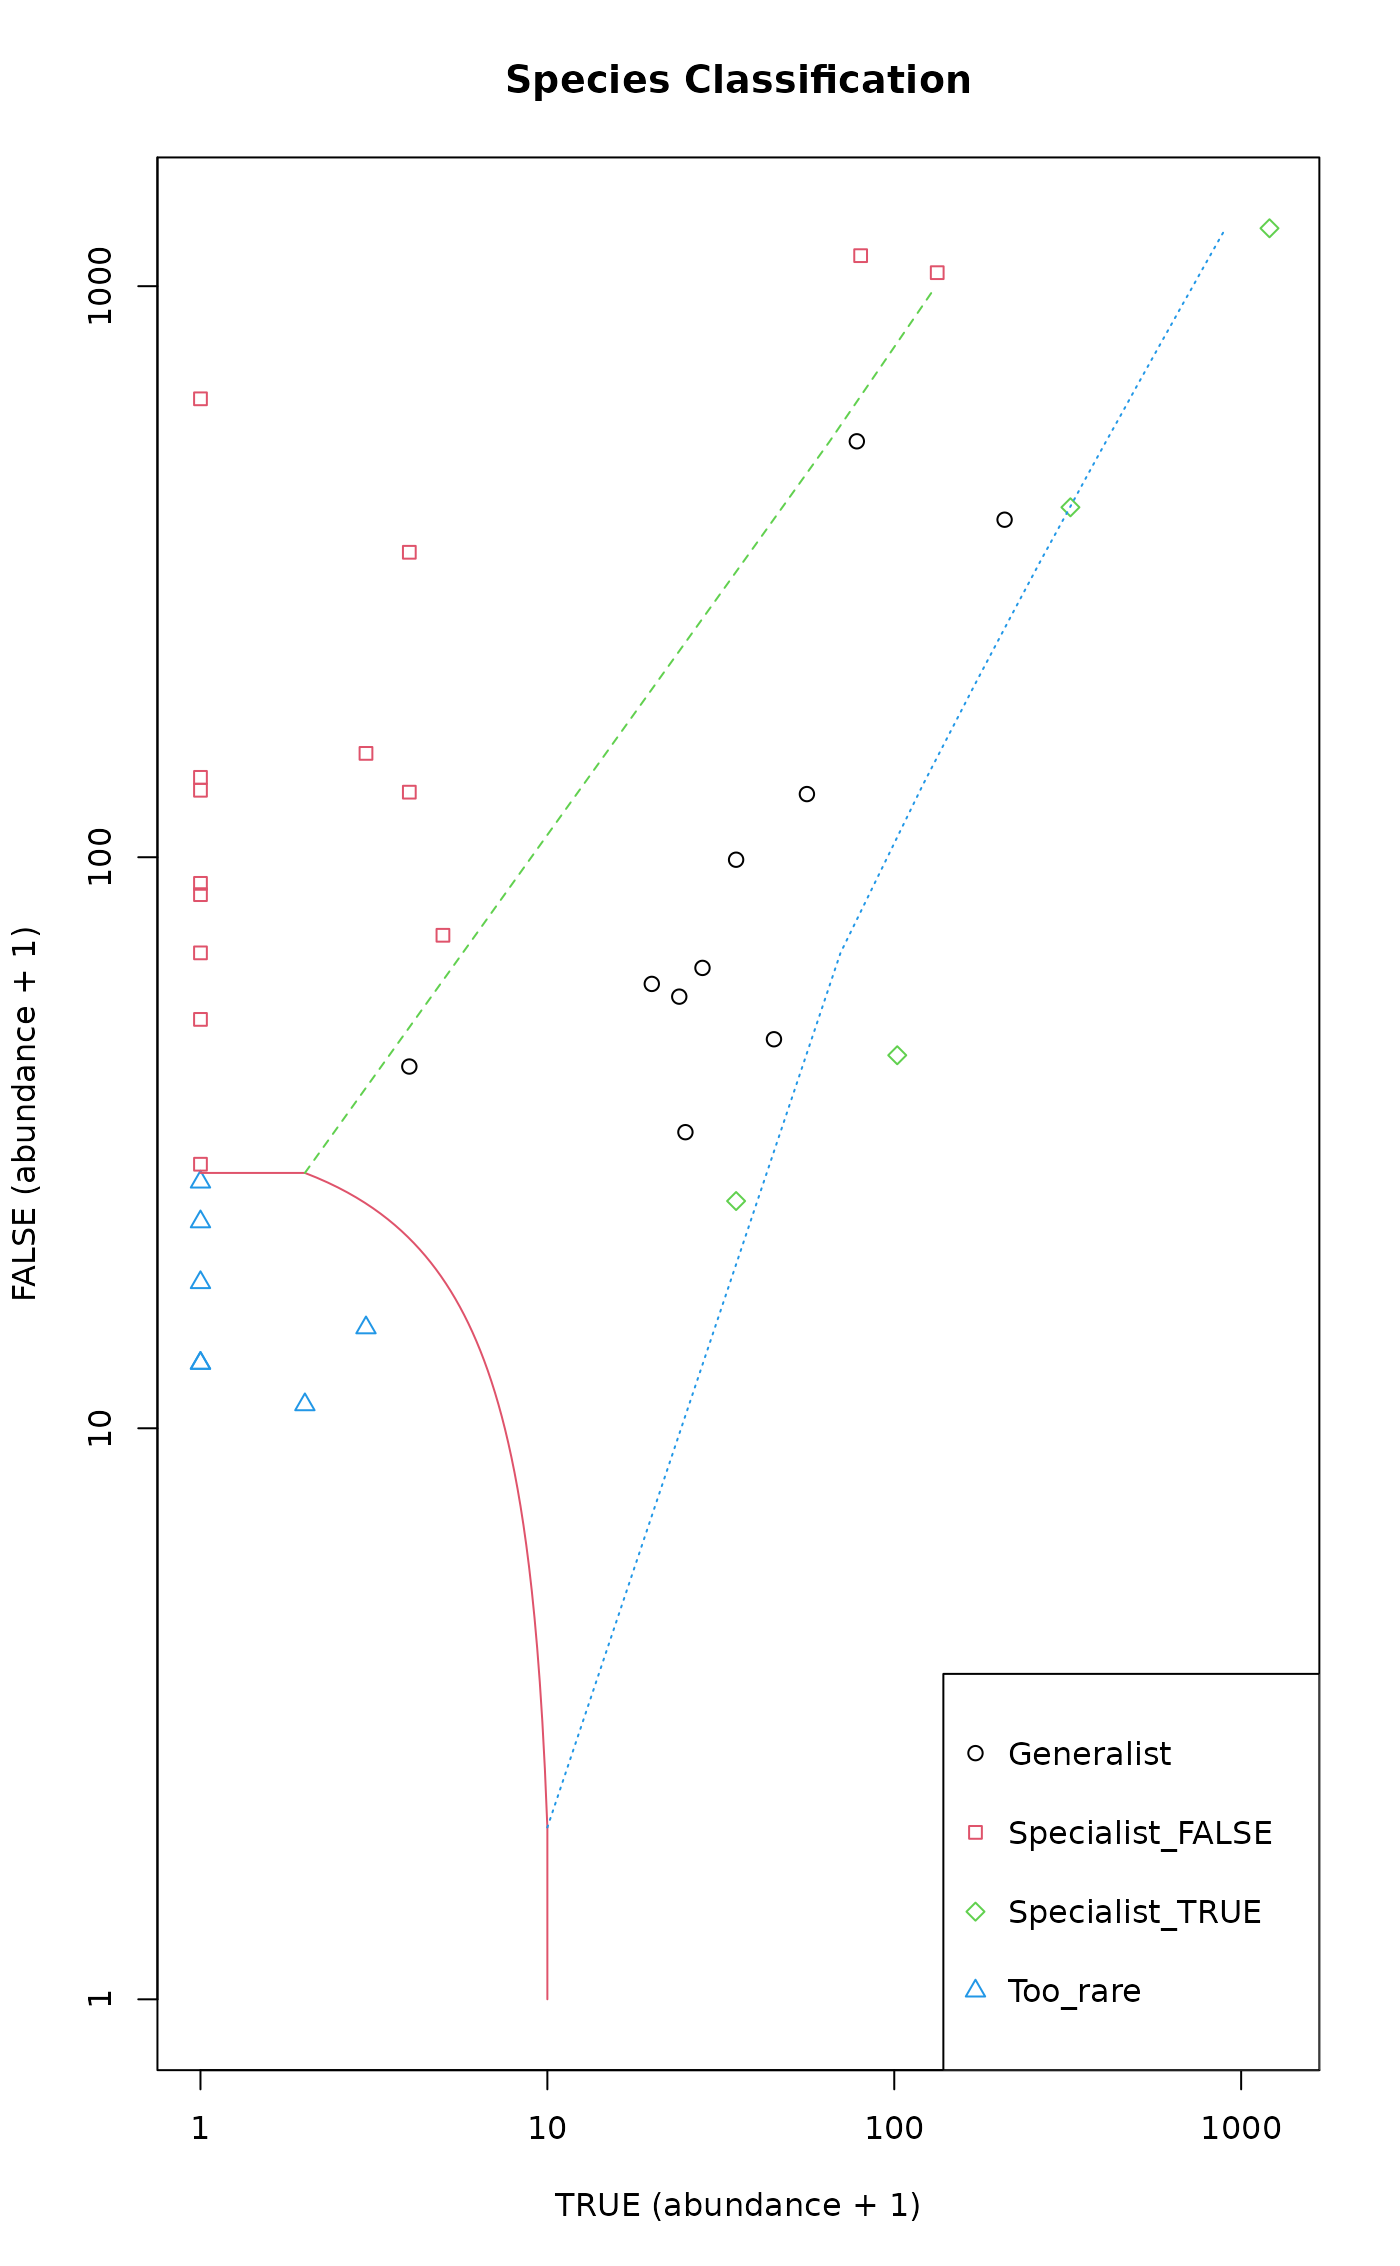 Species Classification
FALSE (abundance + 1)
1000
100
10
1
1 10 100 1000
TRUE (abundance + 1)
Generalist
Specialist_FALSE
Specialist_TRUE
Too_rare